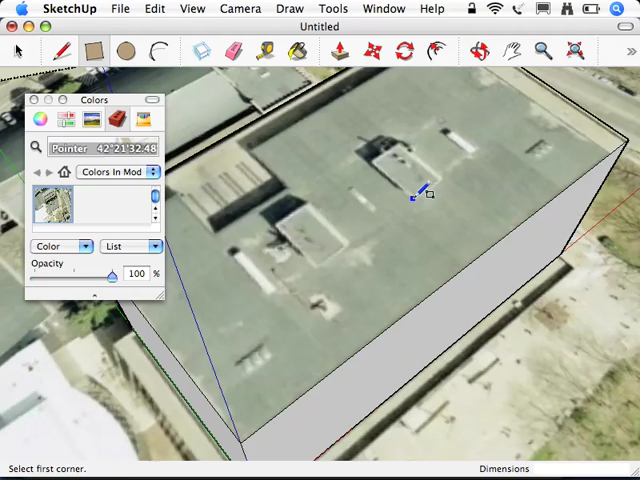 SketchUp File Edit View Camera Draw Tools Window Help
Untitled
Colors
Pointer 42°21'32.48
Colors In Mod
Color List
Opacity
100 %
Select first corner. Dimensions